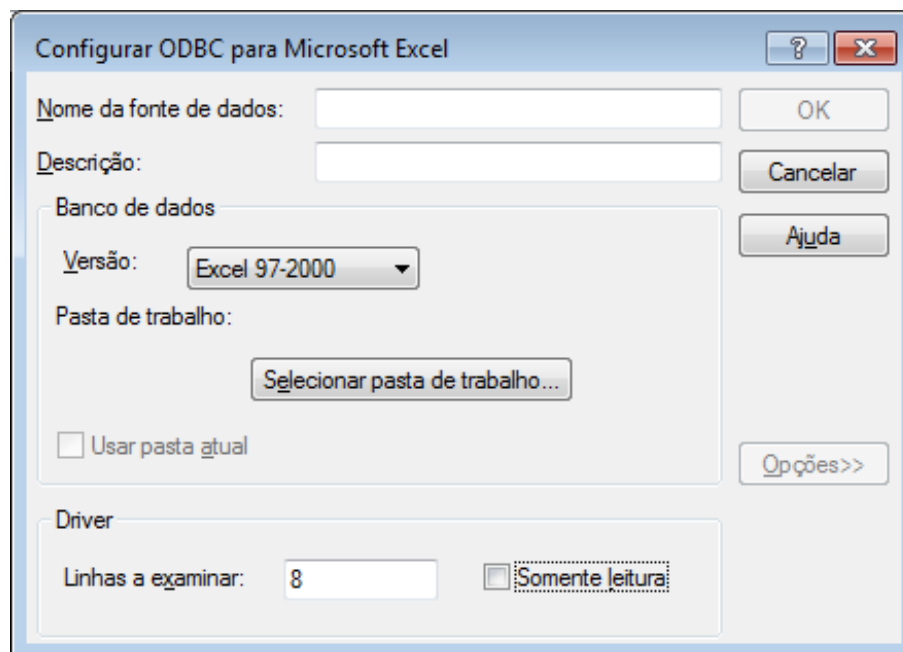 Configurar ODBC para Microsoft Excel
?
Nome da fonte de dados:
OK
Descrição:
Cancelar
Banco de dados
Ajuda
Versão:
Excel 97-2000
Pasta de trabalho:
Selecionar pasta de trabalho...
Usar pasta atual
Opções>>
Driver
Linhas a examinar:
8
Somente leitura